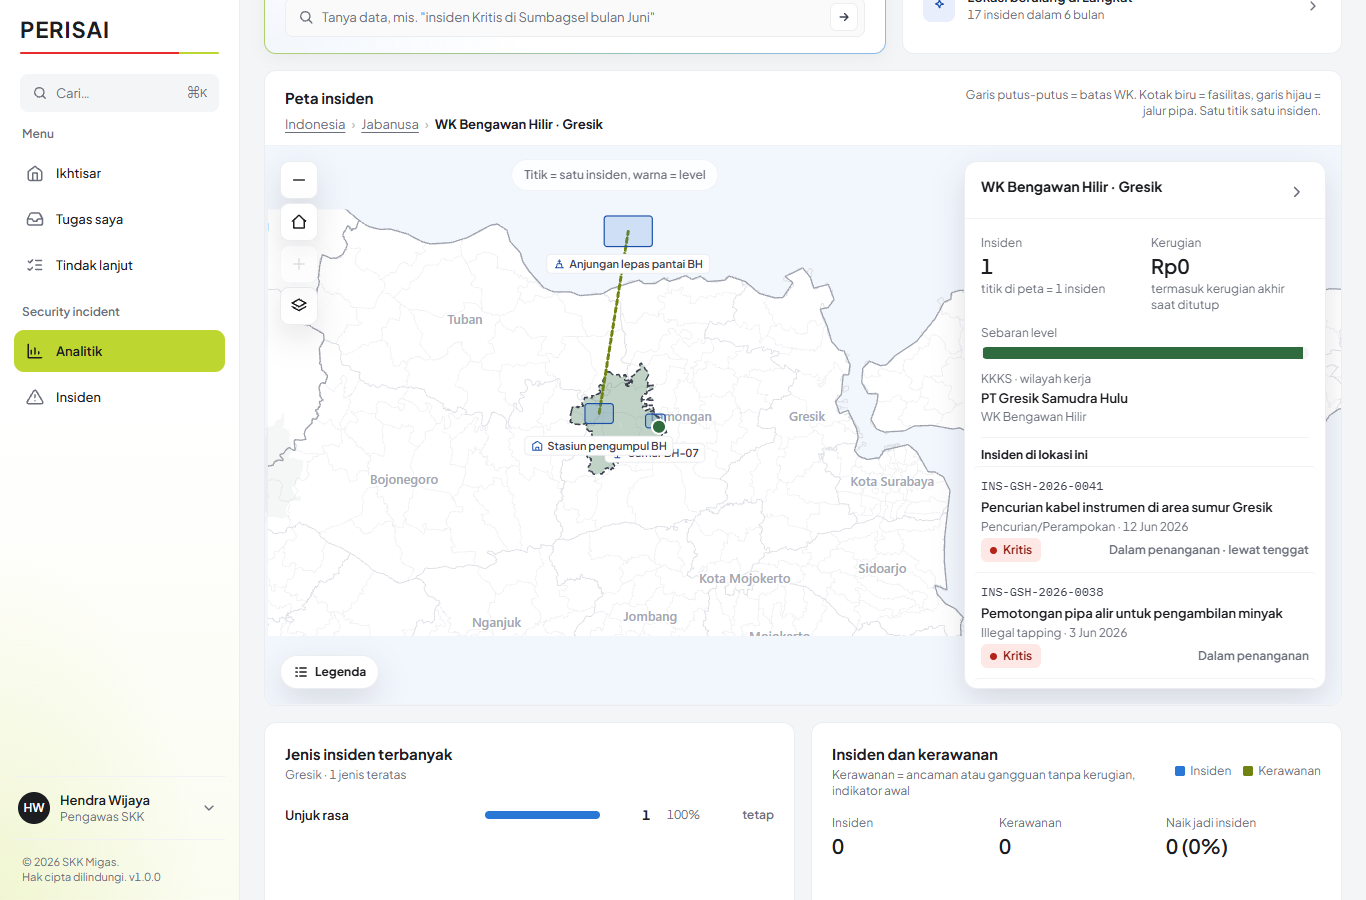 PERISAI
Cari...
⌘K
Menu
Ikhtisar
Tugas saya
Tindak lanjut
Security incident
Analitik
Insiden
HW
Hendra Wijaya
Pengawas SKK
© 2026 SKK Migas.
Hak cipta dilindungi. v1.0.0
Tanya data, mis. "insiden Kritis di Sumbagsel bulan Juni"
17 insiden dalam 6 bulan
Peta insiden
Indonesia › Jabanusa › WK Bengawan Hilir · Gresik
Garis putus-putus = batas WK. Kotak biru = fasilitas, garis hijau =
jalur pipa. Satu titik satu insiden.
Titik = satu insiden, warna = level
Anjungan lepas pantai BH
Tuban
mongan
Gresik
Stasiun pengumpul BH
BH-07
Bojonegoro
Kota Surabaya
Kota Mojokerto
Sidoarjo
Nganjuk
Jombang
Mojokerto
Legenda
WK Bengawan Hilir · Gresik
Insiden
1
titik di peta = 1 insiden
Kerugian
Rp0
termasuk kerugian akhir
saat ditutup
Sebaran level
KKKS · wilayah kerja
PT Gresik Samudra Hulu
WK Bengawan Hilir
Insiden di lokasi ini
INS-GSH-2026-0041
Pencurian kabel instrumen di area sumur Gresik
Pencurian/Perampokan · 12 Jun 2026
Kritis
Dalam penanganan · lewat tenggat
INS-GSH-2026-0038
Pemotongan pipa alir untuk pengambilan minyak
Illegal tapping · 3 Jun 2026
Kritis
Dalam penanganan
Jenis insiden terbanyak
Gresik · 1 jenis teratas
Unjuk rasa
1
100%
tetap
Insiden dan kerawanan
Kerawanan = ancaman atau gangguan tanpa kerugian,
indikator awal
Insiden
Kerawanan
Insiden
0
Kerawanan
0
Naik jadi insiden
0 (0%)